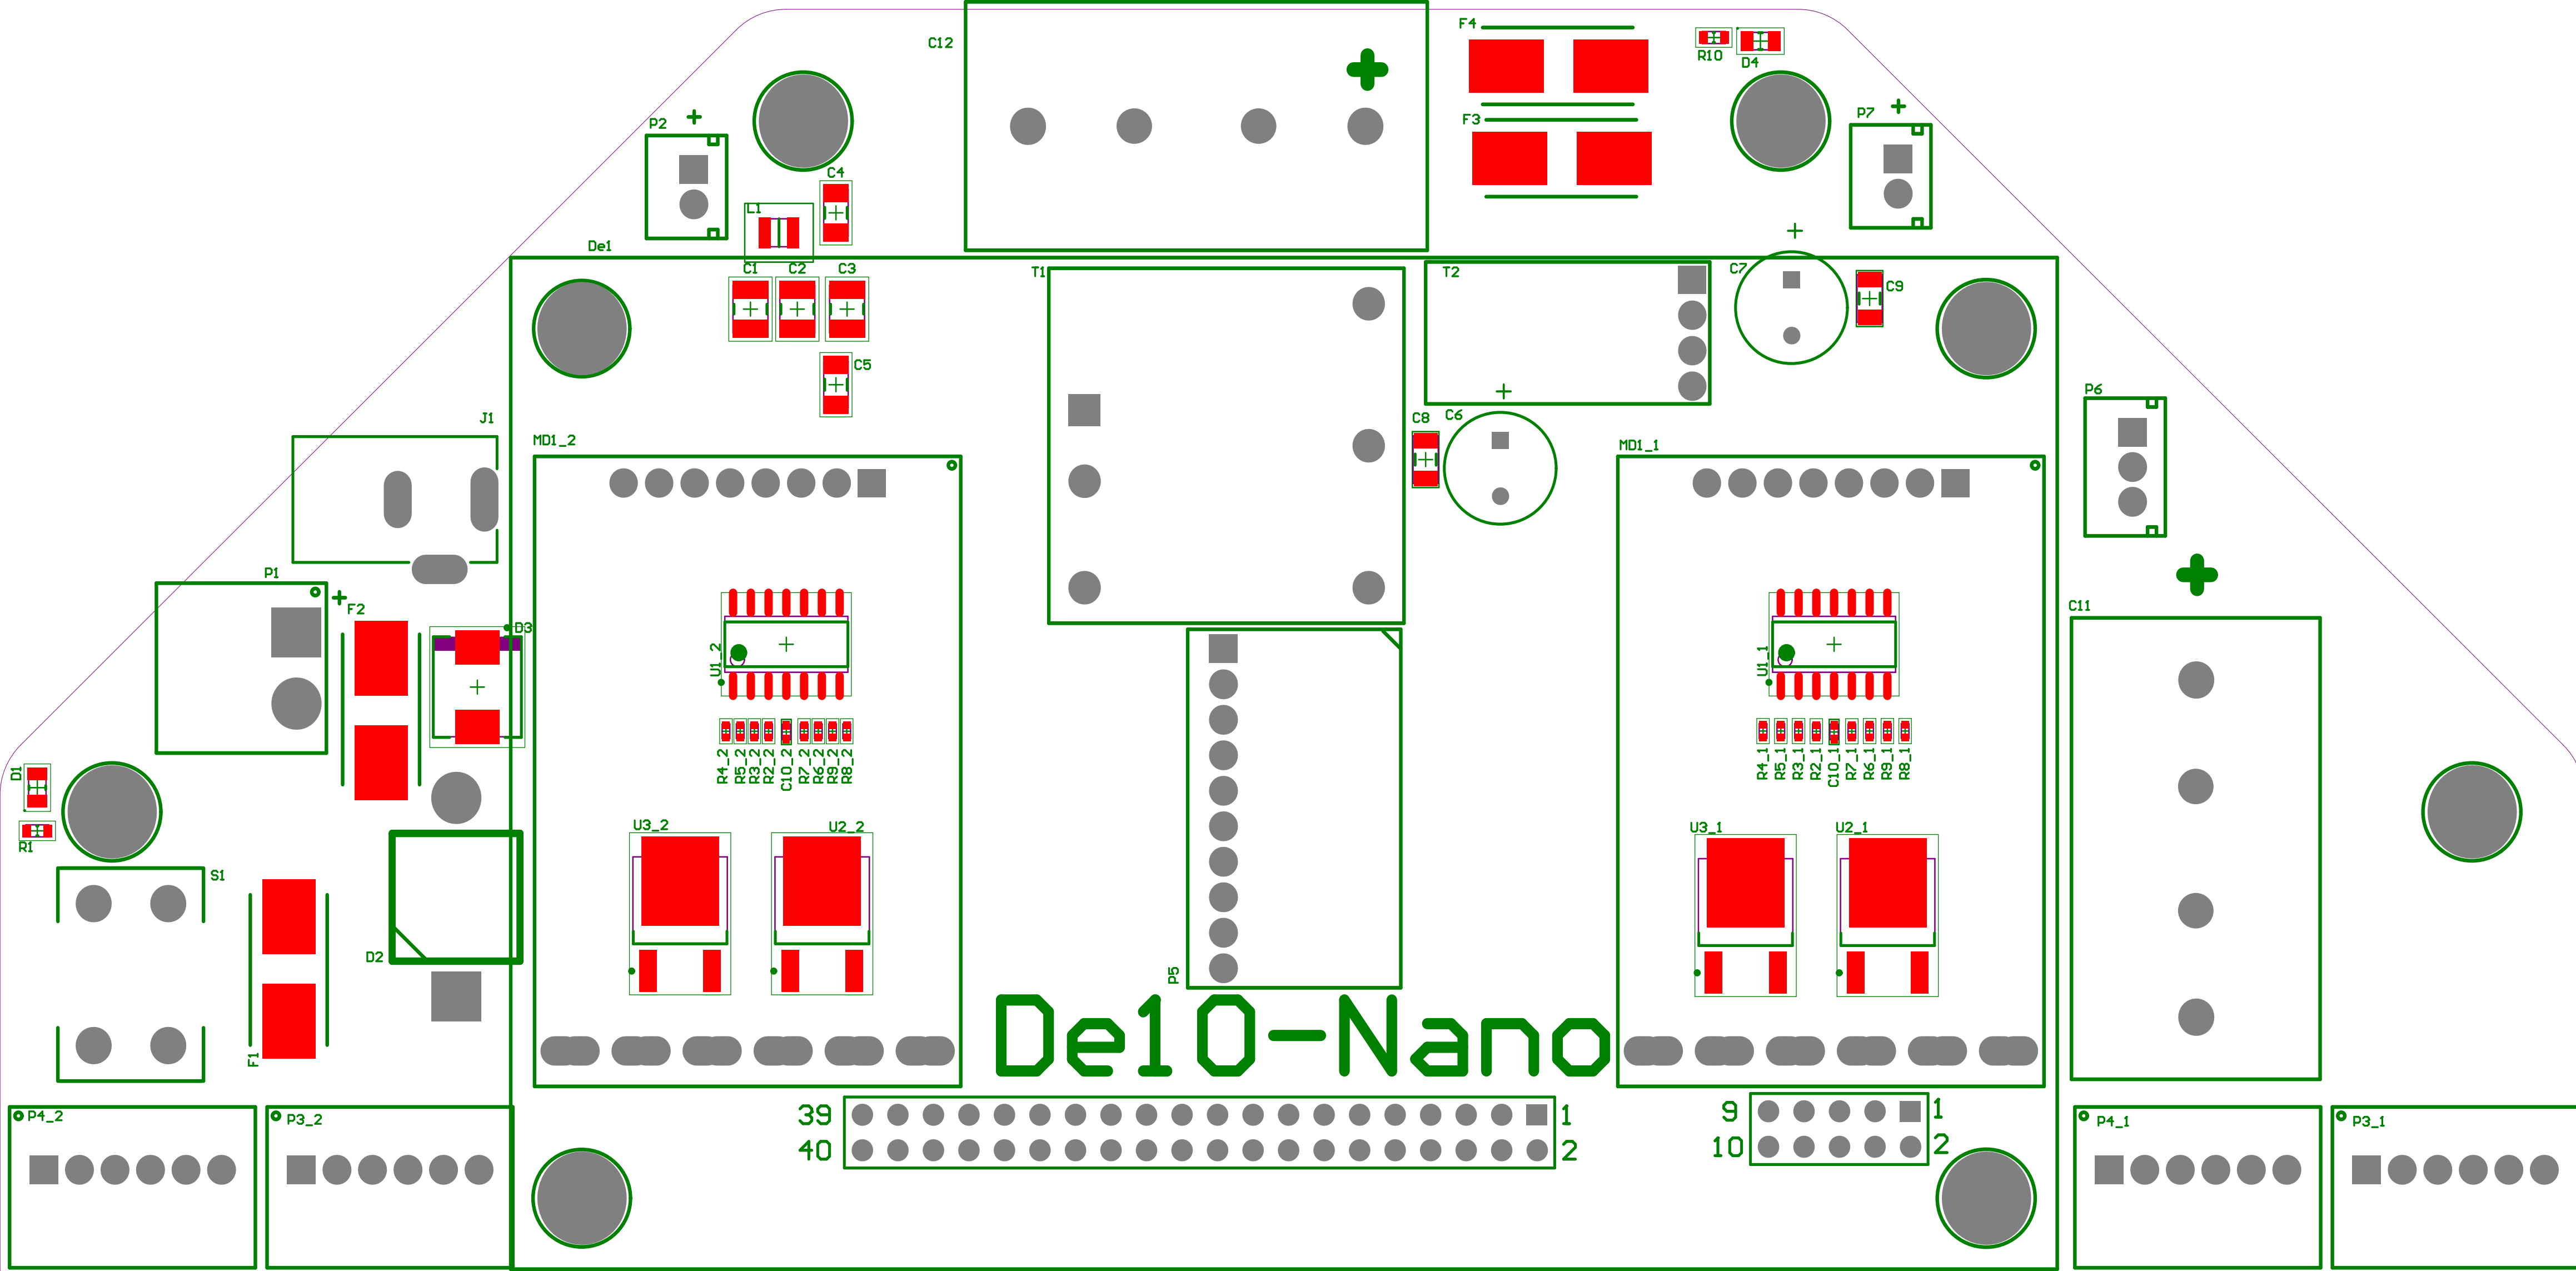 F4
C12
R10
D4
P2
+
+
P7
F3
+
C4
L1
De1
+
C1
C2
C3
T1
T2
C7
C9
C5
+
P6
J1
MD1_2
C8
C6
MD1_1
P1
+
F2
+
C11
D3
U1_2
U1_1
D1
R4_2
R5_2
R3_2
R2_2
C10_2
R7_2
R6_2
R9_2
R8_2
R4_1
R5_1
R3_1
R2_1
C10_1
R7_1
R6_1
R9_1
R8_1
R1
U3_2
U2_2
U3_1
U2_1
S1
D2
P5
F1
De10-Nano
P4_2
P3_2
39
1
9
1
P4_1
P3_1
40
2
10
2